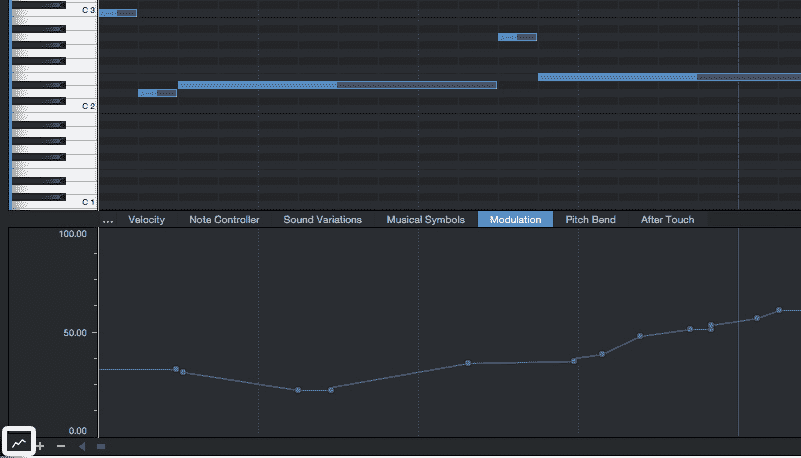 C 3
C 2
C 1
... Velocity Note Controller Sound Variations Musical Symbols Modulation Pitch Bend After Touch
100.00
50.00
0.00